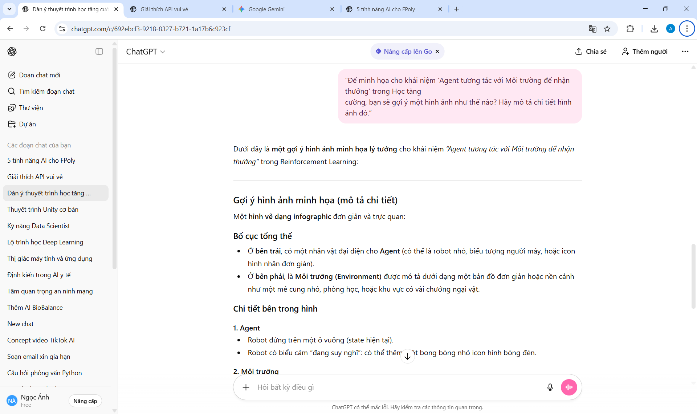 Dàn ý thuyết trình học tăng cư
Giải thích API vui vẻ
Google Gemini
5 tính năng AI cho FPoly
ChatGPT
Nâng cấp lên Go
Chia sẻ
Thêm người
Đoạn chat mới
Tìm kiếm đoạn chat
Thư viện
Dự án
Các đoạn chat của bạn
5 tính năng AI cho FPoly
Giải thích API vui vẻ
Dàn ý thuyết trình học tăng ...
Thuyết trình Unity cơ bản
Kỹ năng Data Scientist
Lộ trình học Deep Learning
Thị giác máy tính và ứng dụng
Định kiến trong AI y tế
Tầm quan trọng an ninh mạng
Thêm AI BioBalance
New chat
Concept video TikTok AI
Soạn email xin gia hạn
Câu hỏi phỏng vấn Python
NA
Ngọc Ánh
Free
Nâng cấp
"Để minh họa cho khái niệm 'Agent tương tác với Môi trường để nhận
thưởng' trong Học tăng
cường, bạn sẽ gợi ý một hình ảnh như thế nào? Hãy mô tả chi tiết hình
ảnh đó."
Dưới đây là một gợi ý hình ảnh minh họa lý tưởng cho khái niệm "Agent tương tác với Môi trường để nhận
thưởng" trong Reinforcement Learning:
Gợi ý hình ảnh minh họa (mô tả chi tiết)
Một hình vẽ dạng infographic đơn giản và trực quan:
Bố cục tổng thể
• Ở bên trái, có một nhân vật đại diện cho Agent (có thể là robot nhỏ, biểu tượng người máy, hoặc icon
hình nhân đơn giản).
• Ở bên phải, là Môi trường (Environment) được mô tả dưới dạng một bản đồ đơn giản hoặc nền cảnh
như một mê cung nhỏ, phòng học, hoặc khu vực có vài chướng ngại vật.
Chi tiết bên trong hình
1. Agent
• Robot đứng trên một ô vuông (state hiện tại).
• Robot có biểu cảm "đang suy nghĩ"; có thể thêm một bong bóng nhỏ icon hình bóng đèn.
2. Môi trường
Hỏi bất kỳ điều gì
ChatGPT có thể mắc lỗi. Hãy kiểm tra các thông tin quan trọng.